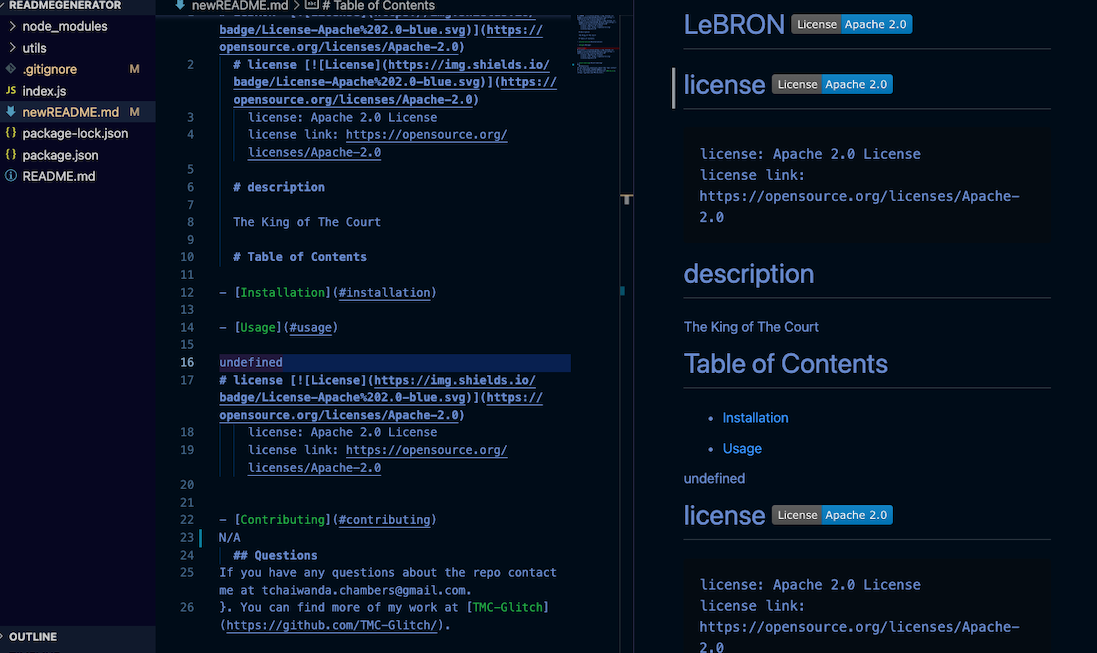 READMEGENERATOR
node_modules
utils
.gitignore M
JS index.js
newREADME.md M
{} package-lock.json
{} package.json
README.md
OUTLINE
newREADME.md > # Table of Contents
badge/License-Apache%202.0-blue.svg)](https://
opensource.org/licenses/Apache-2.0)
2 # license [![License](https://img.shields.io/
badge/License-Apache%202.0-blue.svg)](https://
opensource.org/licenses/Apache-2.0)
3 license: Apache 2.0 License
4 license link: https://opensource.org/
licenses/Apache-2.0
5
6 # description
7
8 The King of The Court
9
10 # Table of Contents
11
12 - [Installation](#installation)
13
14 - [Usage](#usage)
15
16 undefined
17 # license [![License](https://img.shields.io/
badge/License-Apache%202.0-blue.svg)](https://
opensource.org/licenses/Apache-2.0)
18 license: Apache 2.0 License
19 license link: https://opensource.org/
licenses/Apache-2.0
20
21
22 - [Contributing](#contributing)
23 N/A
24 ## Questions
25 If you have any questions about the repo contact
me at tchaiwanda.chambers@gmail.com.
26 }. You can find more of my work at [TMC-Glitch]
(https://github.com/TMC-Glitch/).
LeBRON License Apache 2.0
license License Apache 2.0
license: Apache 2.0 License
license link:
https://opensource.org/licenses/Apache-
2.0
description
The King of The Court
Table of Contents
• Installation
• Usage
undefined
license License Apache 2.0
license: Apache 2.0 License
license link:
https://opensource.org/licenses/Apache-
2.0